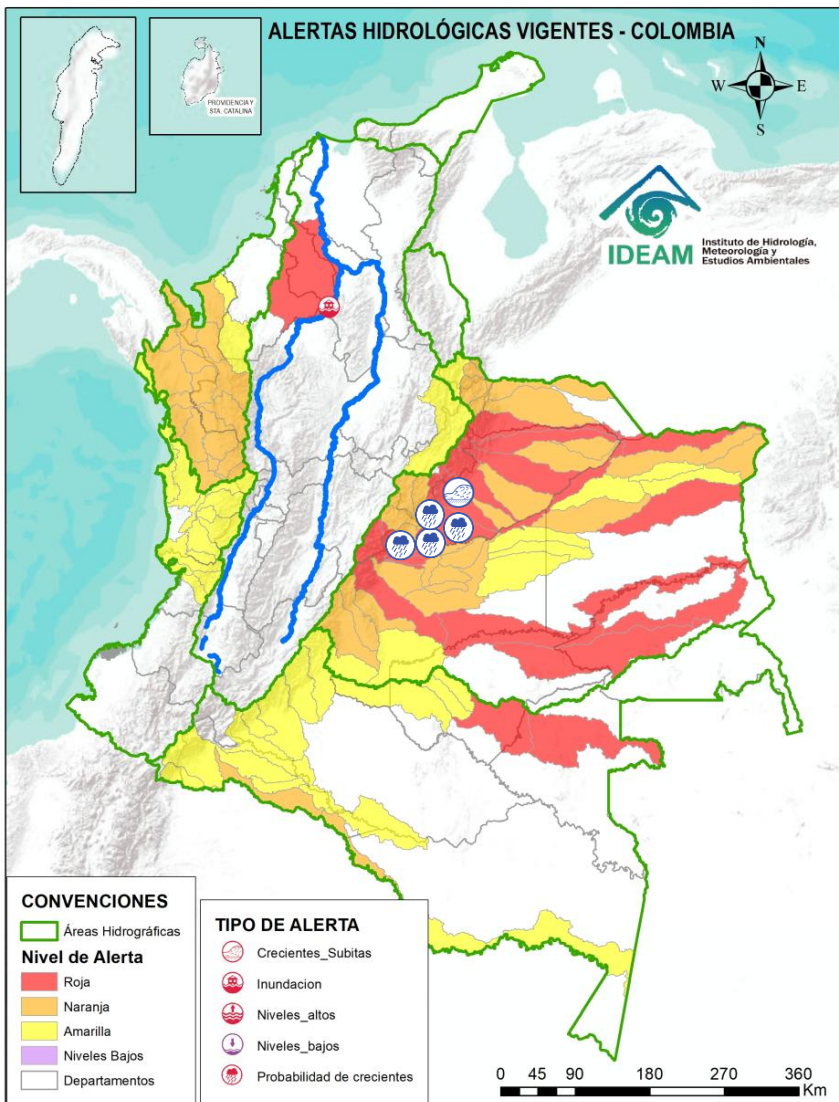 ALERTAS HIDROLÓGICAS VIGENTES - COLOMBIA
PROVIDENCIA Y
STA. CATALINA
N
W
E
S
IDEAM
Instituto de Hidrología,
Meteorología y
Estudios Ambientales
CONVENCIONES
Áreas Hidrográficas
Nivel de Alerta
Roja
Naranja
Amarilla
Niveles Bajos
Departamentos
TIPO DE ALERTA
Crecientes_Subitas
Inundacion
Niveles_altos
Niveles_bajos
Probabilidad de crecientes
0 45 90 180 270 360
Km